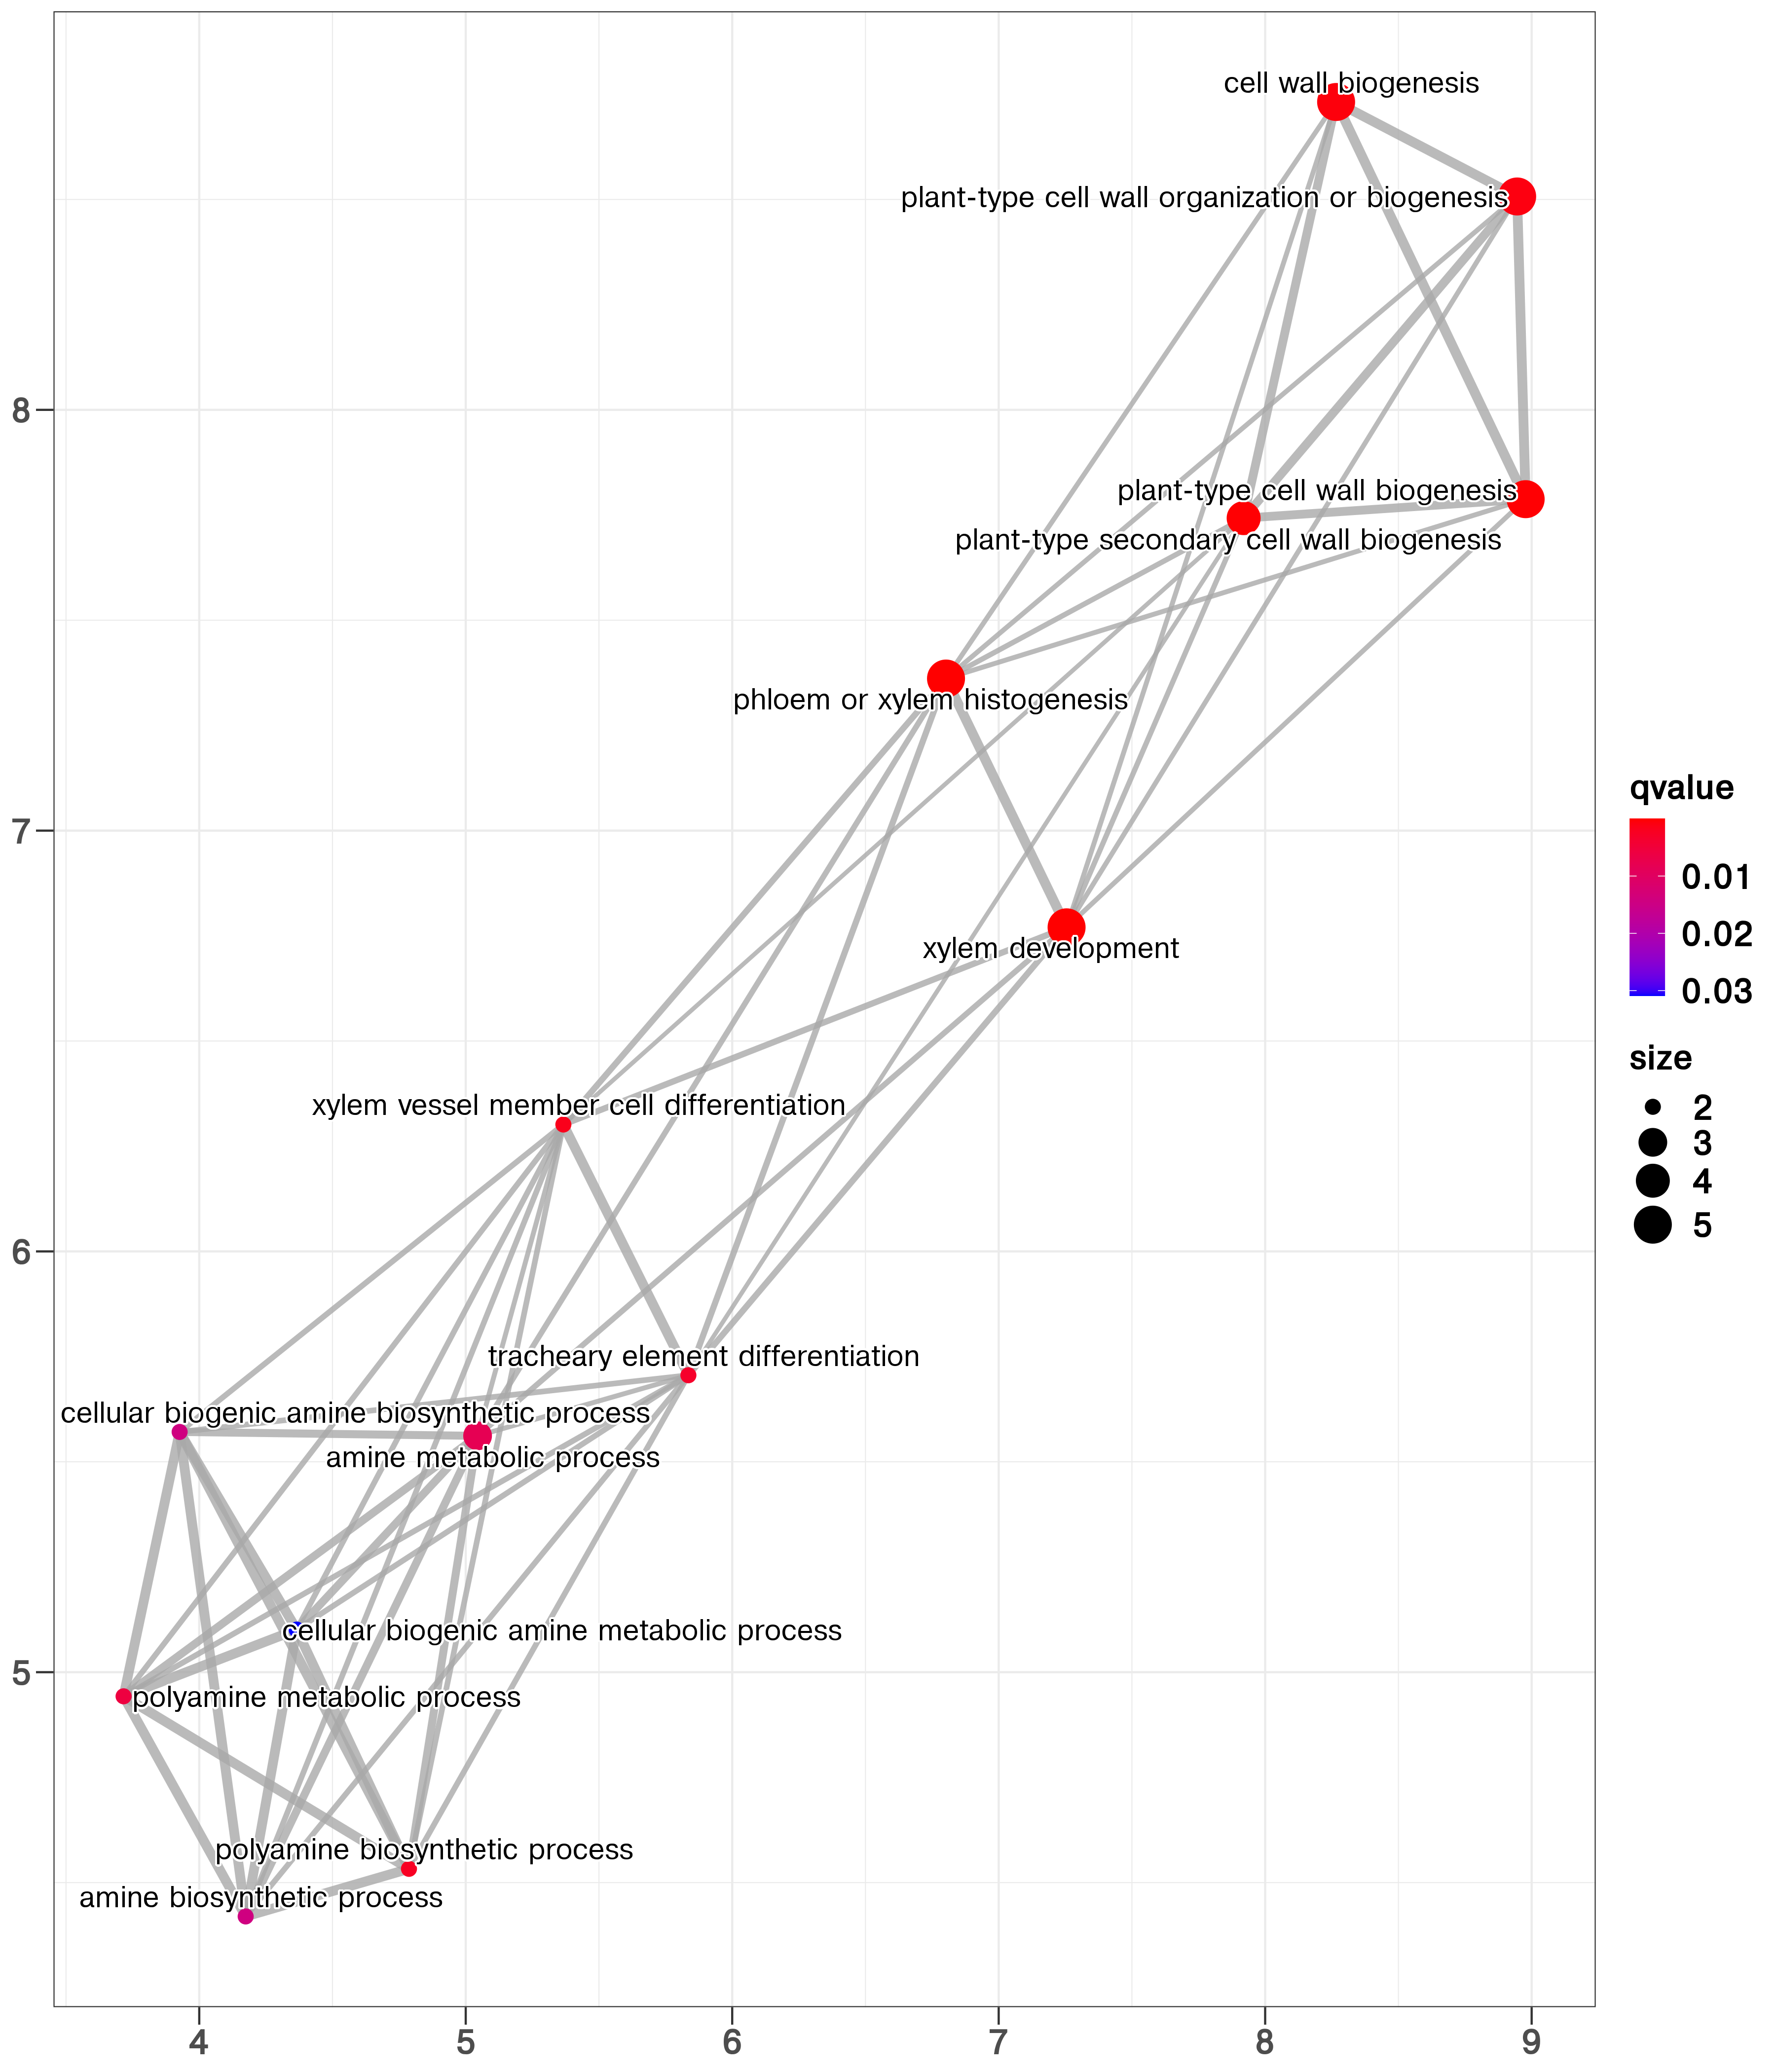 cell wall biogenesis
plant-type cell wall organization or biogenesis
8
plant-type cell wall biogenesis
plant-type secondary cell wall biogenesis
phloem or xylem histogenesis
7
xylem development
qvalue
0.01
0.02
0.03
size
2
3
4
5
xylem vessel member cell differentiation
6
tracheary element differentiation
cellular biogenic amine biosynthetic process
amine metabolic process
cellular biogenic amine metabolic process
5
polyamine metabolic process
polyamine biosynthetic process
amine biosynthetic process
4 5 6 7 8 9